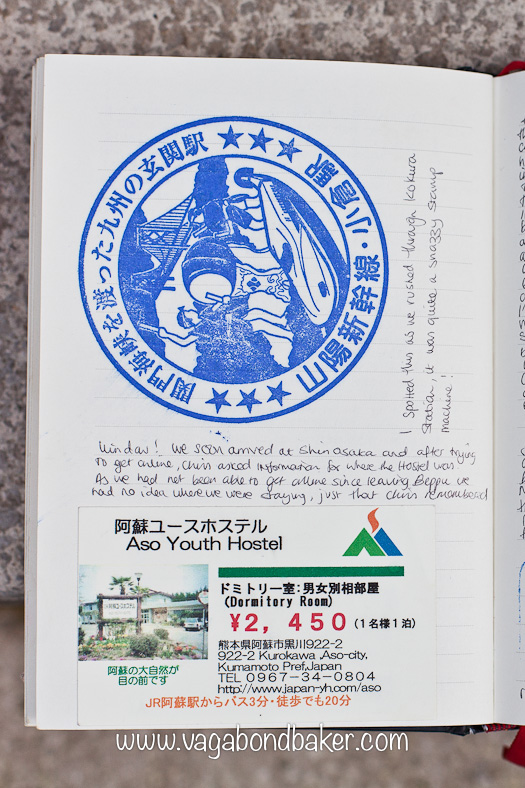 関門海峡を渡った九州の玄関駅
山陽新幹線・小倉駅
I spotted this as we rushed through Kokura
Station, it was quite a snazzy stamp
machine!
window! We soon arrived at Shin Osaka and after trying
to get online, Chris asked information for where the Hostel was.
As we had not been able to get online since leaving Beppu we
had no idea where we were staying, just that Chris remembered
阿蘇ユースホステル
Aso Youth Hostel
ドミトリー室:男女別相部屋
(Dormitory Room)
¥2,450(1名様1泊)
熊本県阿蘇市黒川922-2
922-2 Kurokawa ,Aso-city,
Kumamoto Pref,Japan
TEL 0967-34-0804
http://www.japan-yh.com/aso
阿蘇の大自然が
目の前です
JR阿蘇駅からバス3分・徒歩でも20分
www.vagabondbaker.com